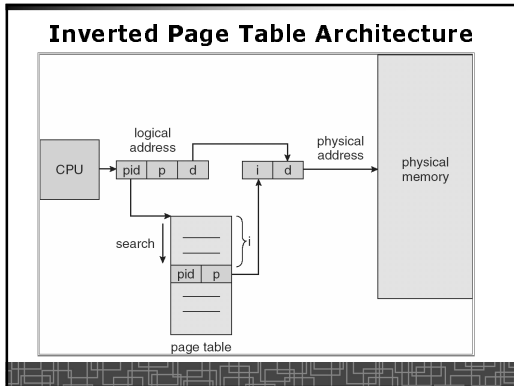 Inverted Page Table Architecture
logical
address
physical
address
CPU
pid p d
i d
physical
memory
search
i
pid p
page table